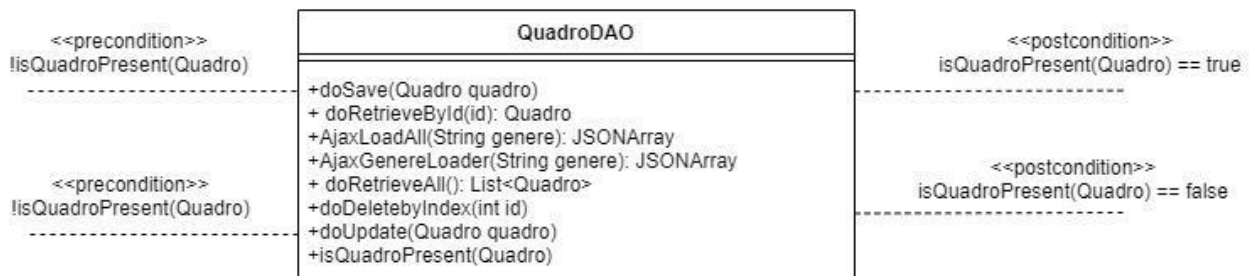 QuadroDAO
<<precondition>>
!isQuadroPresent(Quadro)
<<postcondition>>
isQuadroPresent(Quadro) == true
+doSave(Quadro quadro)
+ doRetrieveById(id): Quadro
+AjaxLoadAll(String genere): JSONArray
+AjaxGenereLoader(String genere): JSONArray
+ doRetrieveAll(): List<Quadro>
+doDeletebyIndex(int id)
+doUpdate(Quadro quadro)
+isQuadroPresent(Quadro)
<<precondition>>
!isQuadroPresent(Quadro)
<<postcondition>>
isQuadroPresent(Quadro) == false